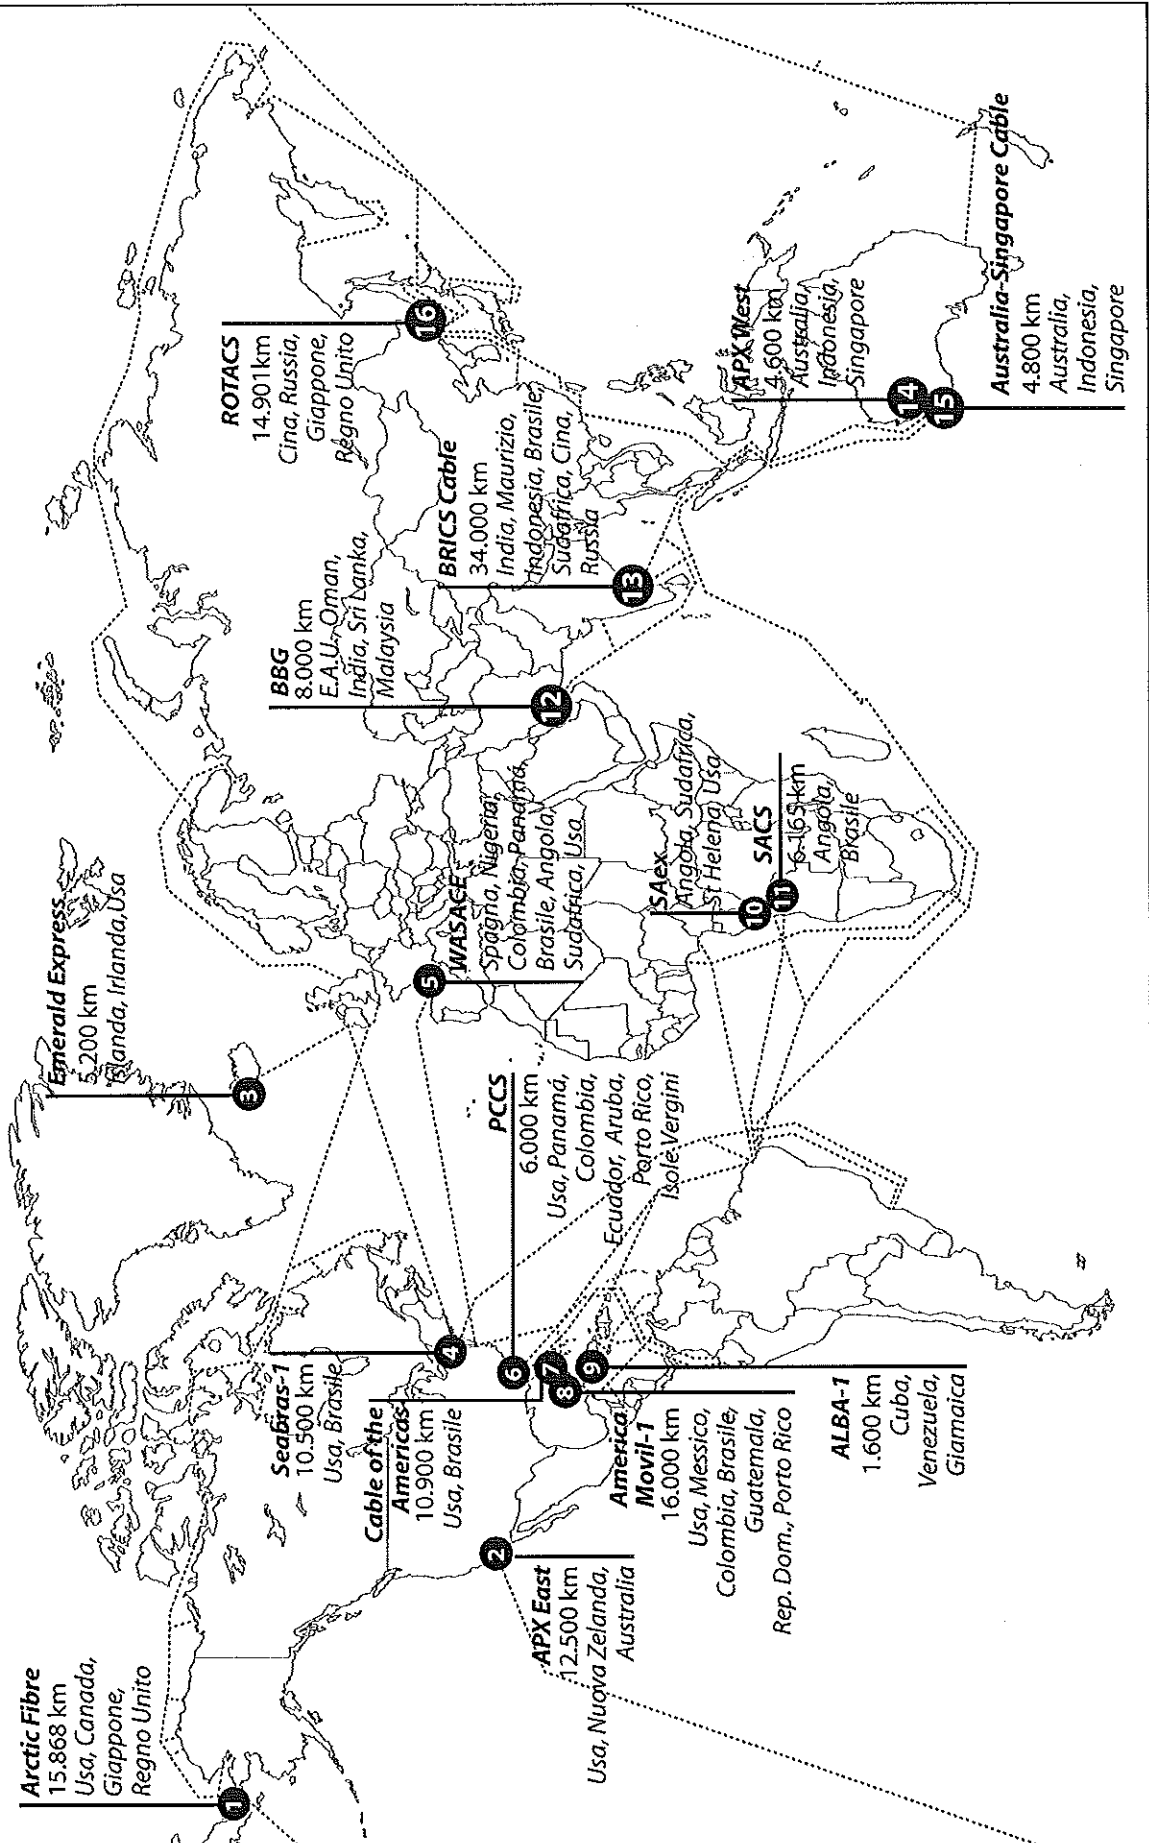 1
Arctic Fibre
15.868 km
Usa, Canada,
Giappone,
Regno Unito
2
APX East
12.500 km
Usa, Nuova Zelanda,
Australia
3
Emerald Express
5.200 km
Islanda, Irlanda, Usa
4
Seabras-1
10.500 km
Usa, Brasile
5
WASACE
Spagna, Nigeria,
Colombia, Panamá,
Brasile, Angola,
Sudafrica, Usa
6
PCCS
6.000 km
Usa, Panamá,
Colombia,
Ecuador, Aruba,
Porto Rico,
Isole Vergini
7
Cable of the
Americas
10.900 km
Usa, Brasile
8
America
Movil-1
16.000 km
Usa, Messico,
Colombia, Brasile,
Guatemala,
Rep. Dom., Porto Rico
9
ALBA-1
1.600 km
Cuba,
Venezuela,
Giamaica
10
SAex
Angola, Sudafrida,
St Helena, Usa
11
SACS
6.165 km
Angola,
Brasile
12
BBG
8.000 km
E.A.U., Oman,
India, Sri Lanka,
Malaysia
13
BRICS Cable
34.000 km
India, Maurizio,
Indonesia, Brasile,
Sudafrica, Cina,
Russia
14
APX West
4.600 km
Australia,
Indonesia,
Singapore
15
Australia-Singapore Cable
4.800 km
Australia,
Indonesia,
Singapore
16
ROTACS
14.901km
Cina, Russia,
Giappone,
Regno Unito